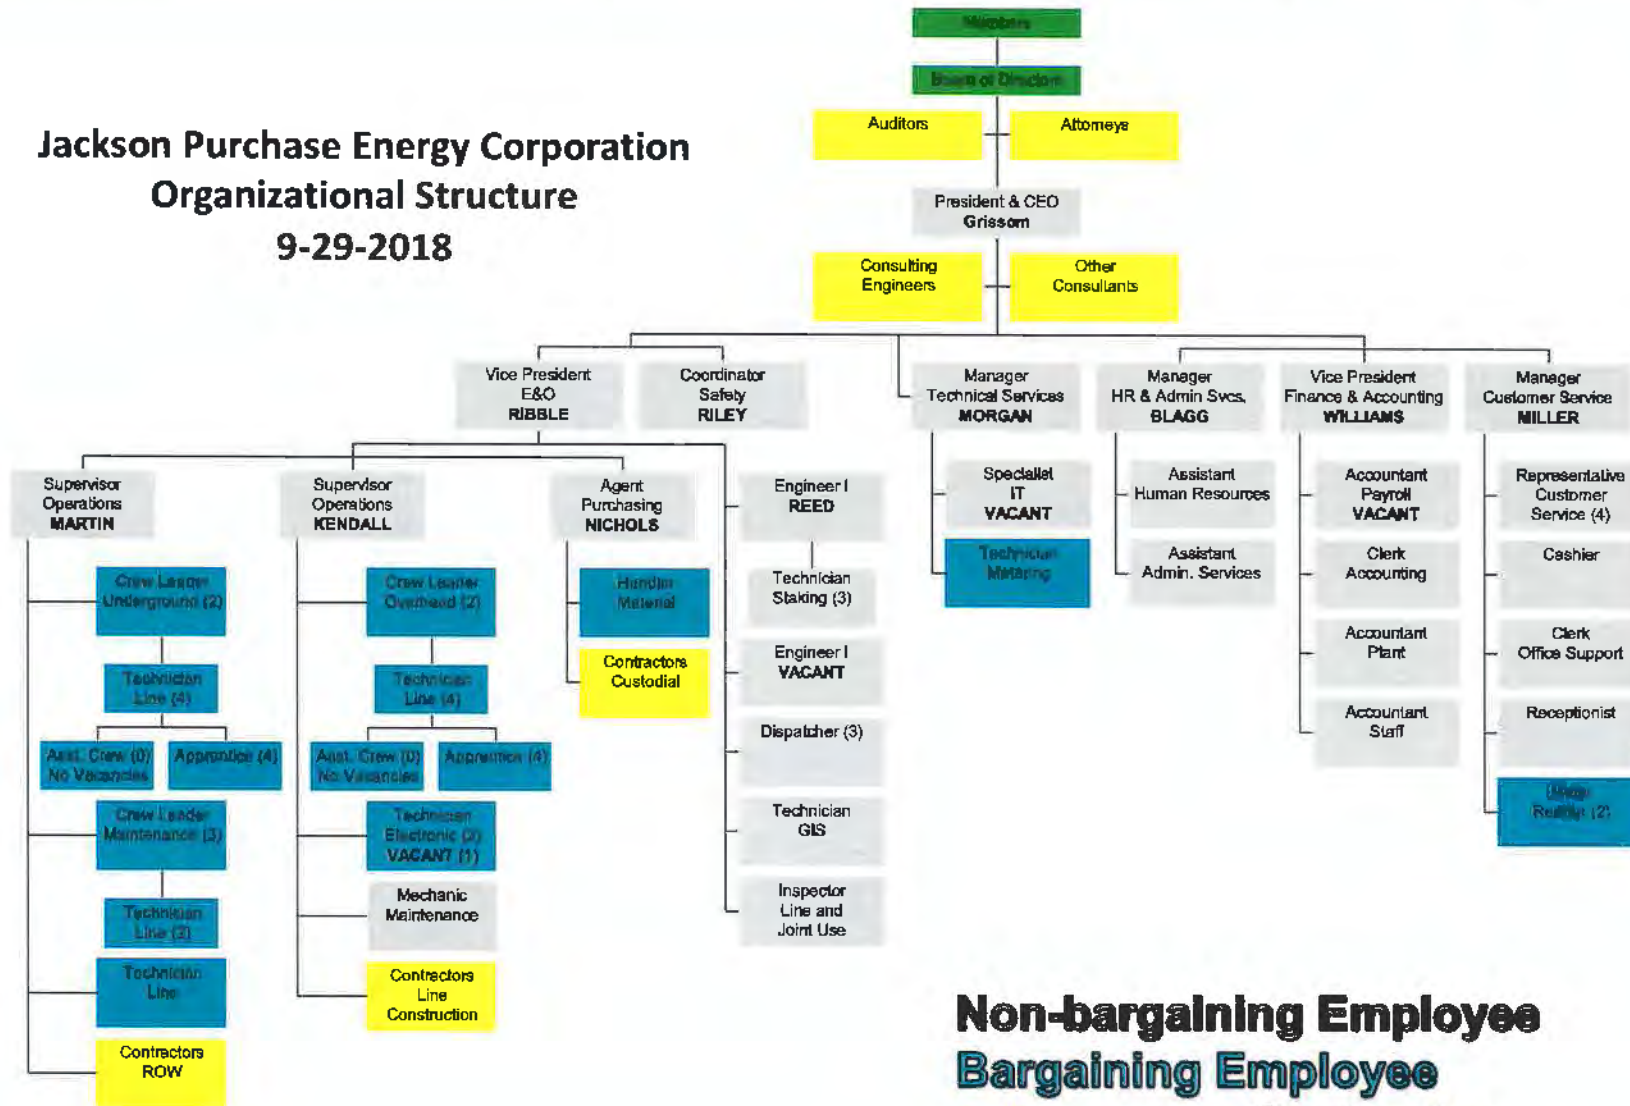 Members
Board of Directors
Auditors
Attorneys
Jackson Purchase Energy Corporation
Organizational Structure
9-29-2018
President & CEO
Grissom
Consulting
Engineers
Other
Consultants
Vice President
E&O
RIBBLE
Coordinator
Safety
RILEY
Manager
Technical Services
MORGAN
Manager
HR & Admin Svcs.
BLAGG
Vice President
Finance & Accounting
WILLIAMS
Manager
Customer Service
MILLER
Supervisor
Operations
MARTIN
Supervisor
Operations
KENDALL
Agent
Purchasing
NICHOLS
Engineer I
REED
Specialist
IT
VACANT
Assistant
Human Resources
Accountant
Payroll
VACANT
Representative
Customer
Service (4)
Crew Leader
Underground (2)
Crew Leader
Overhead (2)
Handler
Material
Technician
Staking (3)
Technician
Metering
Assistant
Admin. Services
Clerk
Accounting
Cashier
Technician
Line (4)
Technician
Line (4)
Contractors
Custodial
Engineer I
VACANT
Accountant
Plant
Clerk
Office Support
Asst. Crew (0)
No Vacancies
Apprentice (4)
Asst. Crew (0)
No Vacancies
Apprentice (4)
Dispatcher (3)
Accountant
Staff
Receptionist
Crew Leader
Maintenance (3)
Technician
Electronic (2)
VACANT (1)
Technician
GIS
Meter
Reader (2)
Technician
Line (3)
Mechanic
Maintenance
Inspector
Line and
Joint Use
Technician
Line
Contractors
Line
Construction
Contractors
ROW
Non-bargaining Employee
Bargaining Employee